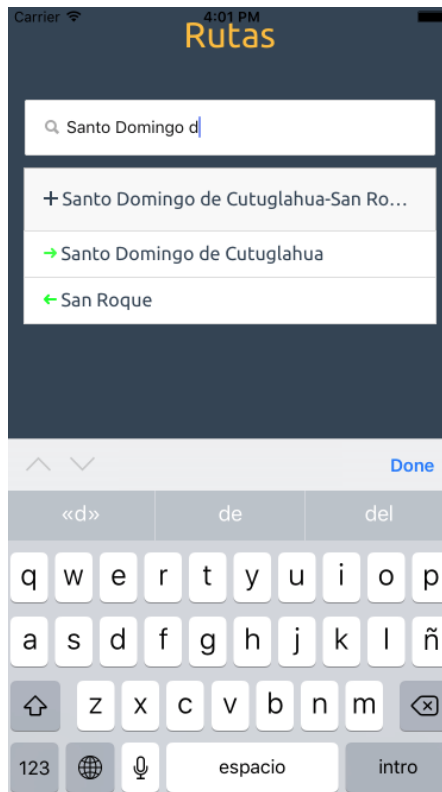 Carrier 4:01 PM
Rutas
Santo Domingo d
+ Santo Domingo de Cutuglahua-San Ro...
→ Santo Domingo de Cutuglahua
← San Roque
Done
«d» de del
q w e r t y u i o p
a s d f g h j k l ñ
z x c v b n m
123 espacio intro